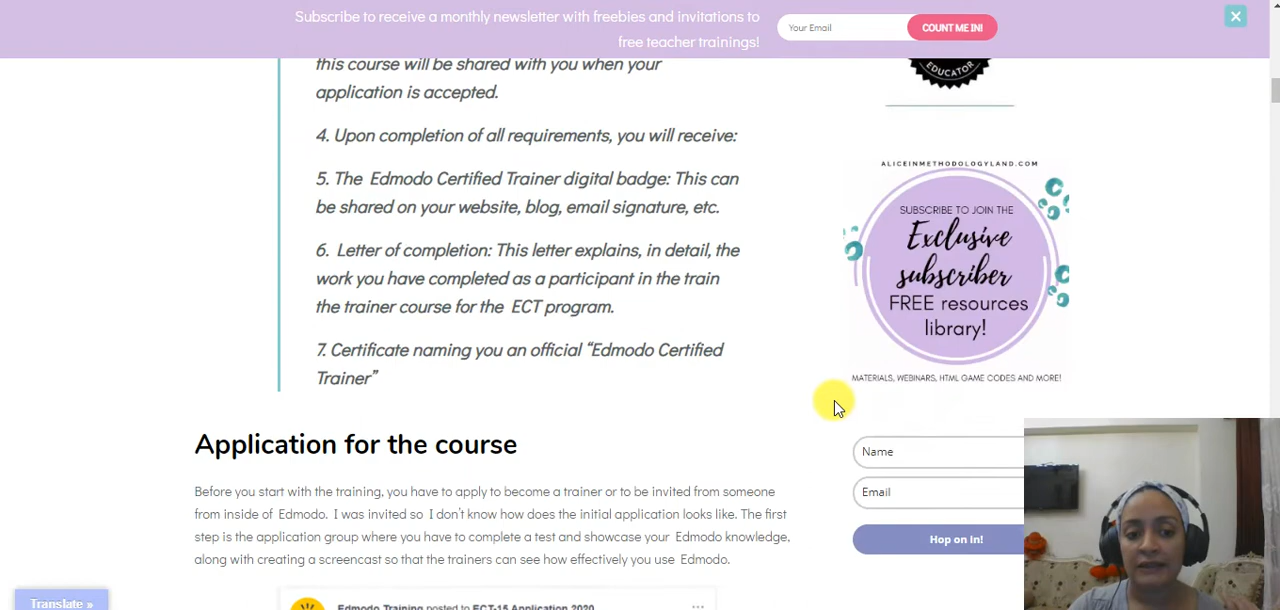 Subscribe to receive a monthly newsletter with freebies and invitations to
free teacher trainings!
Your Email
COUNT ME IN!
this course will be shared with you when your
application is accepted.
4. Upon completion of all requirements, you will receive:
5. The Edmodo Certified Trainer digital badge: This can
be shared on your website, blog, email signature, etc.
6. Letter of completion: This letter explains, in detail, the
work you have completed as a participant in the train
the trainer course for the ECT program.
7. Certificate naming you an official “Edmodo Certified
Trainer”
Application for the course
Before you start with the training, you have to apply to become a trainer or to be invited from someone
from inside of Edmodo. I was invited so I don't know how does the initial application looks like. The first
step is the application group where you have to complete a test and showcase your Edmodo knowledge,
along with creating a screencast so that the trainers can see how effectively you use Edmodo.
Edmodo Training posted to ECT-15 Application 2020
Translate »
EDUCATOR
ALICEINMETHODOLOGYLAND.COM
SUBSCRIBE TO JOIN THE
Exclusive
subscriber
FREE resources
library!
MATERIALS, WEBINARS, HTML GAME CODES AND MORE!
Name
Email
Hop on In!